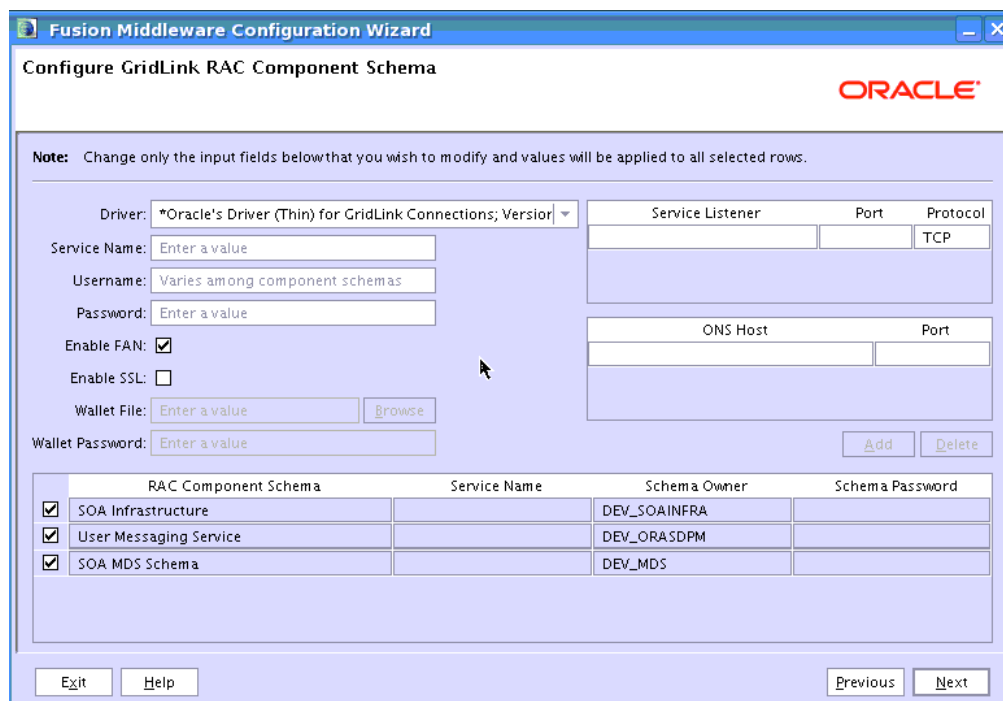 Fusion Middleware Configuration Wizard
Configure GridLink RAC Component Schema
ORACLE
Note: Change only the input fields below that you wish to modify and values will be applied to all selected rows.
Driver: *Oracle's Driver (Thin) for GridLink Connections; Version
Service Name: Enter a value
Username: Varies among component schemas
Password: Enter a value
Enable FAN:
Enable SSL:
Wallet File: Enter a value Browse
Wallet Password: Enter a value
Service Listener Port Protocol
TCP
ONS Host Port
Add Delete
RAC Component Schema Service Name Schema Owner Schema Password
SOA Infrastructure DEV_SOAINFRA
User Messaging Service DEV_ORASDPM
SOA MDS Schema DEV_MDS
Exit Help Previous Next